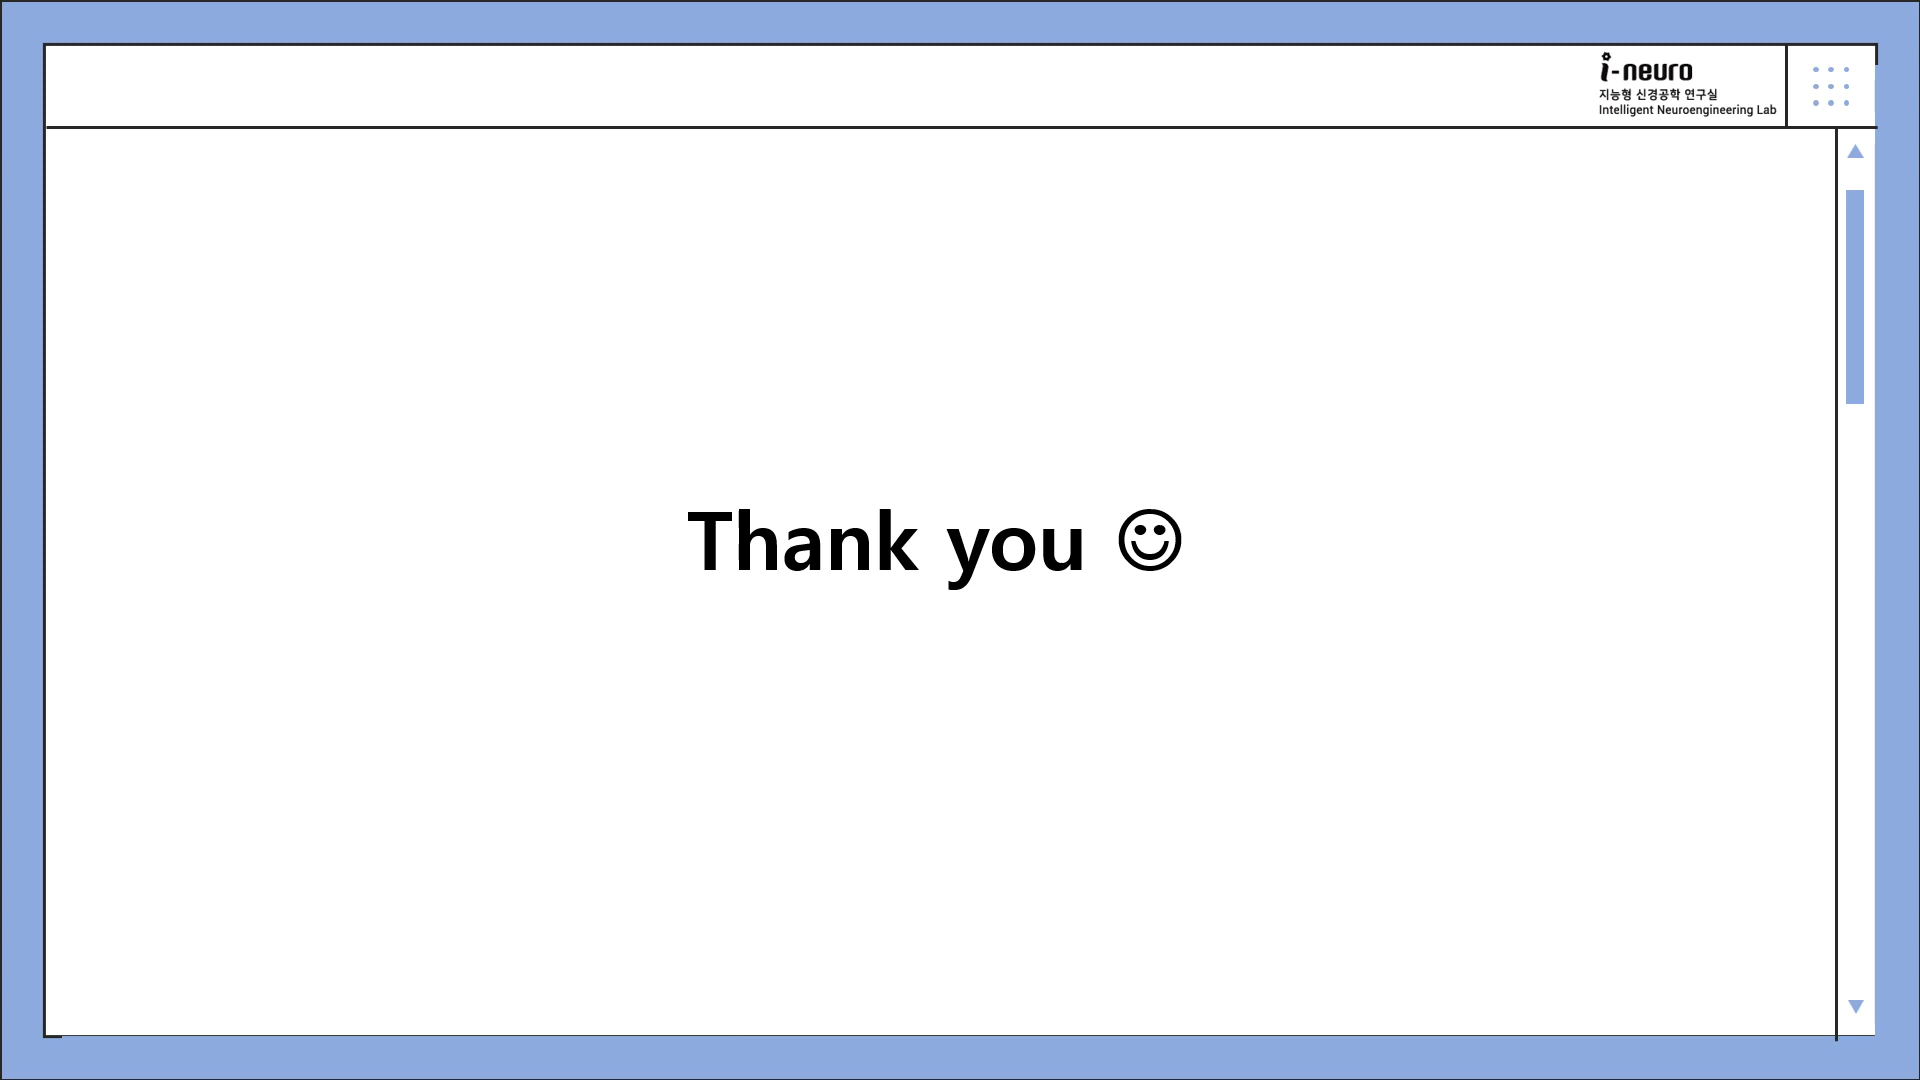 i-neuro
지능형 신경공학 연구실
Intelligent Neuroengineering Lab
Thank you ☺